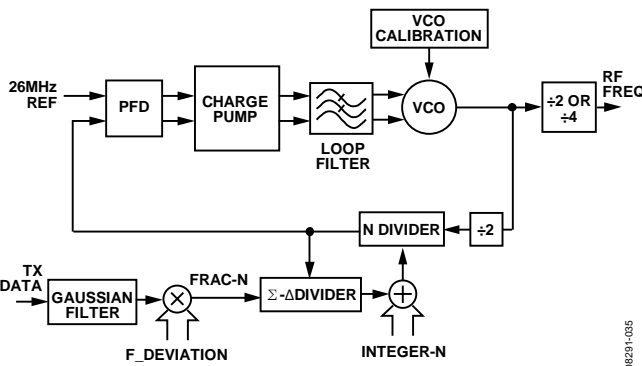 VCO
CALIBRATION
26MHz
REF
PFD
CHARGE
PUMP
LOOP
FILTER
VCO
÷2 OR
÷4
RF
FREQ
N DIVIDER
÷2
TX
DATA
GAUSSIAN
FILTER
×
FRAC-N
Σ-ΔDIVIDER
+
F_DEVIATION
INTEGER-N
08291-035